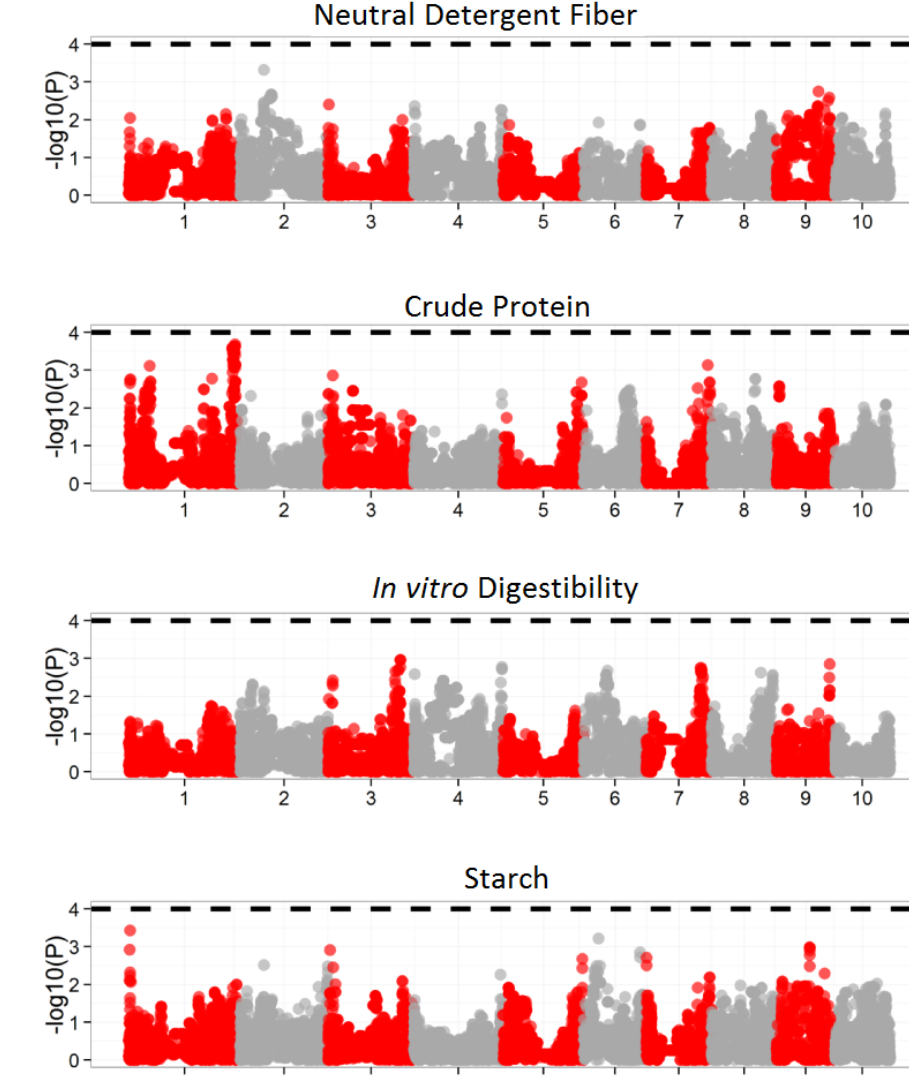 Neutral Detergent Fiber
-log10(P)
4
3
2
1
0
1 2 3 4 5 6 7 8 9 10
Crude Protein
-log10(P)
4
3
2
1
0
1 2 3 4 5 6 7 8 9 10
In vitro Digestibility
-log10(P)
4
3
2
1
0
1 2 3 4 5 6 7 8 9 10
Starch
-log10(P)
4
3
2
1
0